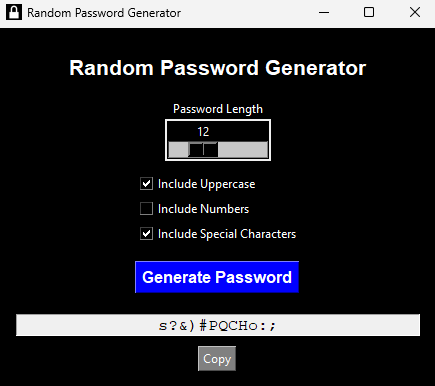 Random Password Generator
Random Password Generator
Password Length
12
Include Uppercase
Include Numbers
Include Special Characters
Generate Password
s?&)#PQCHo:;
Copy